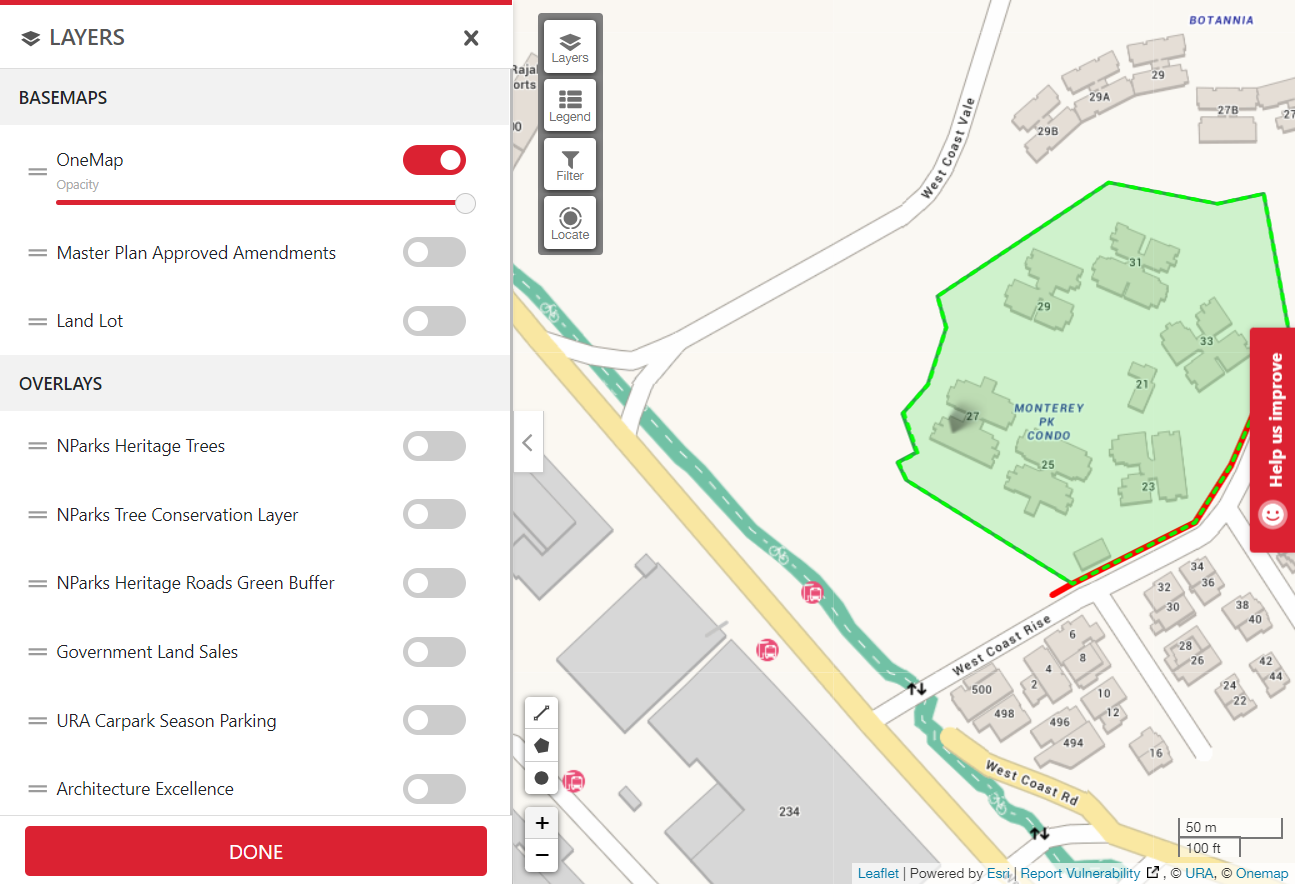 LAYERS
BASEMAPS
OneMap
Opacity
Master Plan Approved Amendments
Land Lot
OVERLAYS
NParks Heritage Trees
NParks Tree Conservation Layer
NParks Heritage Roads Green Buffer
Government Land Sales
URA Carpark Season Parking
Architecture Excellence
DONE
Layers
Legend
Filter
Locate
BOTANNIA
29
29A
29B
27B
West Coast Vale
31
29
33
21
27
MONTEREY
PK
CONDO
25
23
Help us improve
34
36
32
30
38
40
28
26
42
44
24
22
West Coast Rise
6
8
4
2
10
12
500
498
496
494
16
West Coast Rd
234
+
−
50 m
100 ft
Leaflet | Powered by Esri | Report Vulnerability , © URA, © Onemap